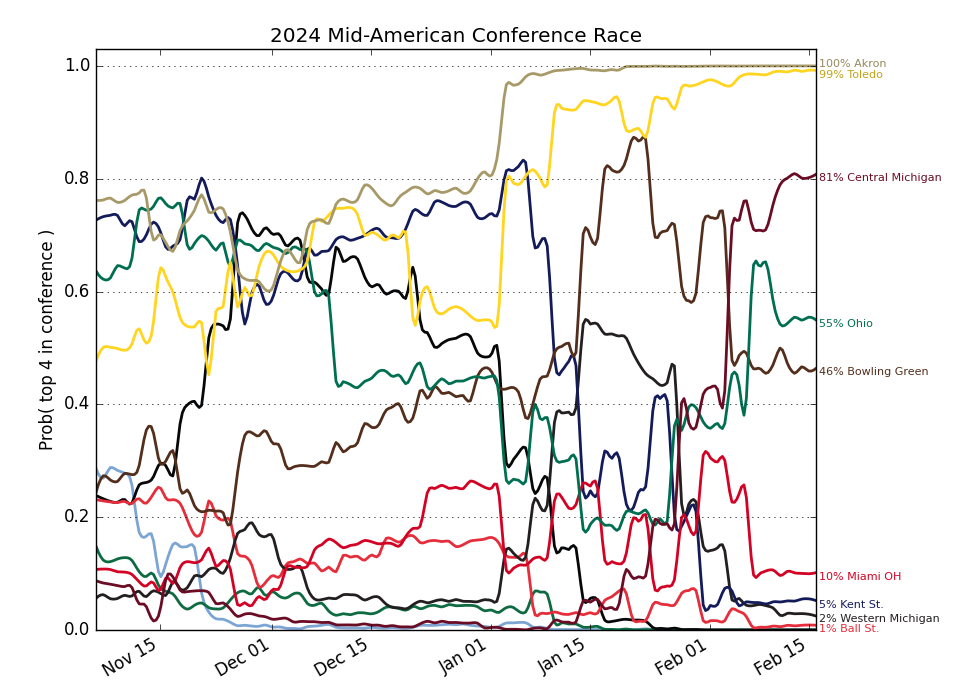 2024 Mid-American Conference Race
Prob( top 4 in conference )
1.0
0.8
0.6
0.4
0.2
0.0
Nov 15
Dec 01
Dec 15
Jan 01
Jan 15
Feb 01
Feb 15
100% Akron
99% Toledo
81% Central Michigan
55% Ohio
46% Bowling Green
10% Miami OH
5% Kent St.
2% Western Michigan
1% Ball St.